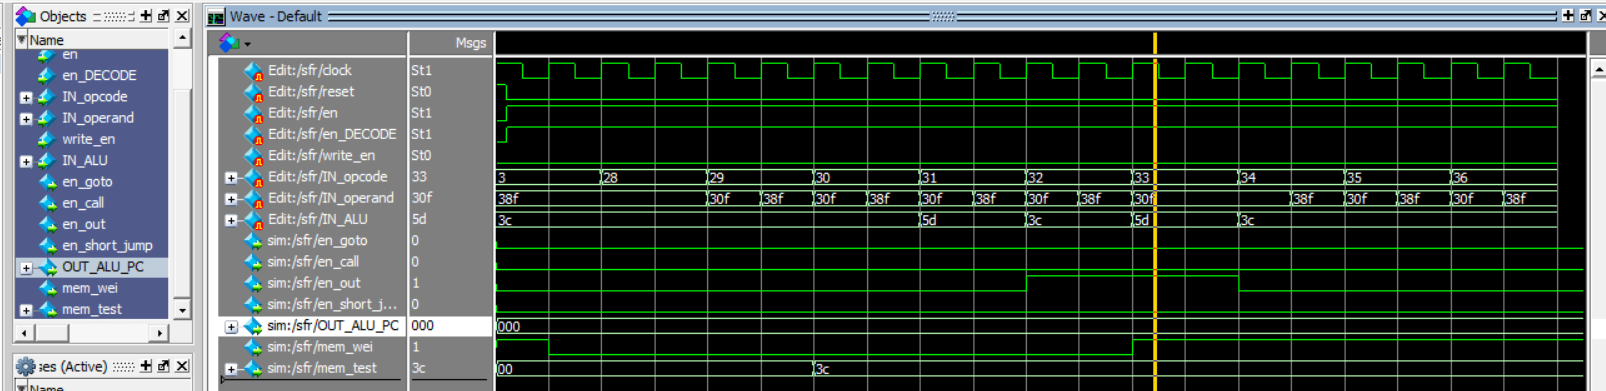 Objects
Wave - Default
Name
Msgs
en
en_DECODE
IN_opcode
IN_operand
write_en
IN_ALU
en_goto
en_call
en_out
en_short_jump
OUT_ALU_PC
mem_wei
mem_test
ses (Active)
Name
Edit:/sfr/clock St1
Edit:/sfr/reset St0
Edit:/sfr/en St1
Edit:/sfr/en_DECODE St1
Edit:/sfr/write_en St0
Edit:/sfr/IN_opcode 33 3 28 29 30 31 32 33 34 35 36
Edit:/sfr/IN_operand 30f 38f 30f 38f 30f 38f 30f 38f 30f 38f 30f 38f 30f 38f 30f 38f
Edit:/sfr/IN_ALU 5d 3c 5d 3c 5d 3c
sim:/sfr/en_goto 0
sim:/sfr/en_call 0
sim:/sfr/en_out 1
sim:/sfr/en_short_j... 0
sim:/sfr/OUT_ALU_PC 000 000
sim:/sfr/mem_wei 1
sim:/sfr/mem_test 3c 00 3c